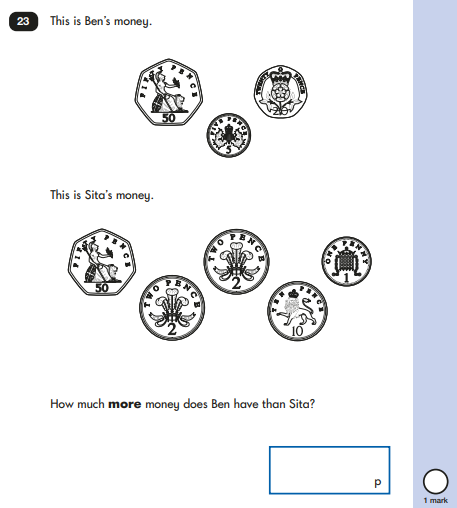 23
This is Ben's money.
FIFTY PENCE
50
TWENTY PENCE
20
FIVE PENCE
5
This is Sita's money.
FIFTY PENCE
50
TWO PENCE
2
TWO PENCE
2
TEN PENCE
10
ONE PENNY
1
How much more money does Ben have than Sita?
p
1 mark